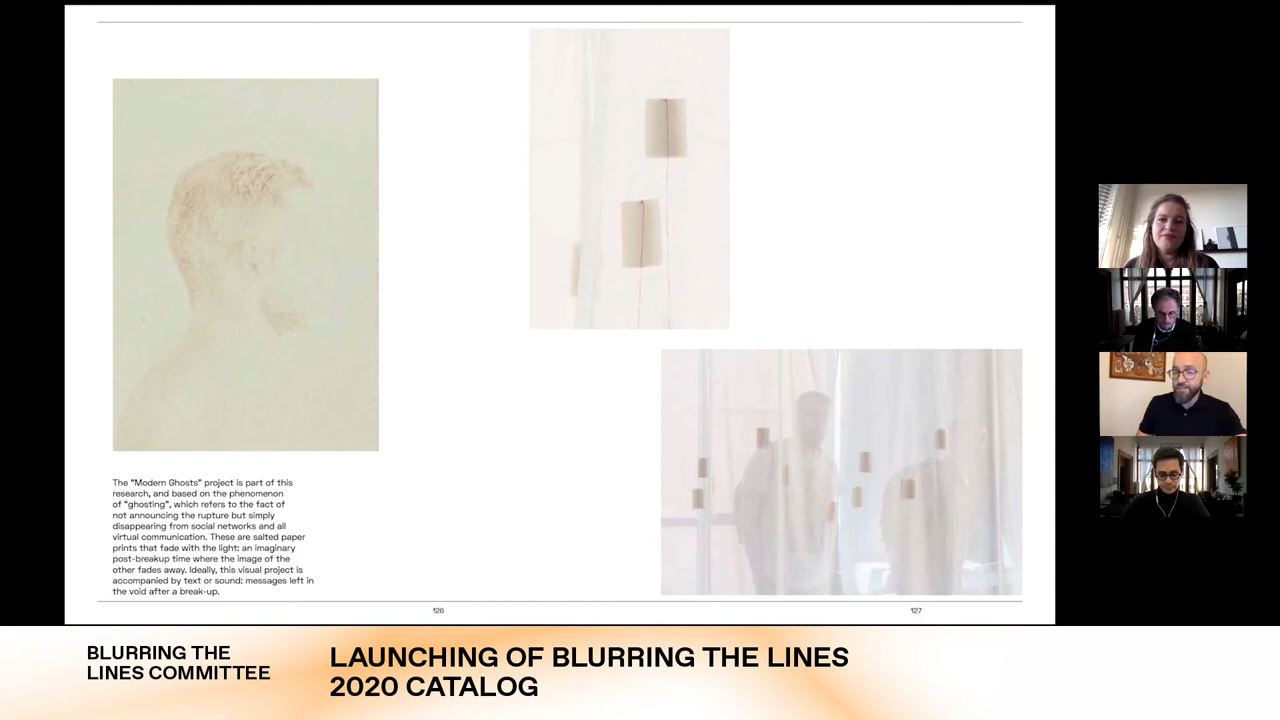 The "Modern Ghosts" project is part of this
research, and based on the phenomenon
of "ghosting", which refers to the fact of
not announcing the rupture but simply
disappearing from social networks and all
virtual communication. These are salted paper
prints that fade with the light: an imaginary
post-breakup time where the image of the
other fades away. Ideally, this visual project is
accompanied by text or sound: messages left in
the void after a break-up.
126
127
BLURRING THE
LINES COMMITTEE
LAUNCHING OF BLURRING THE LINES
2020 CATALOG